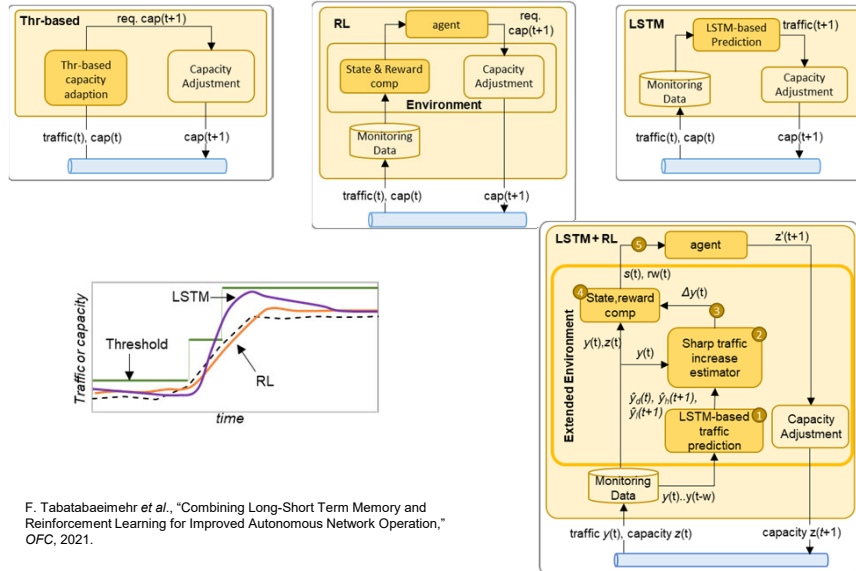 Thr-based
req. cap(t+1)
Thr-based
capacity
adaption
Capacity
Adjustment
traffic(t), cap(t)
cap(t+1)
RL
agent
req.
cap(t+1)
State & Reward
comp
Capacity
Adjustment
Environment
Monitoring
Data
traffic(t), cap(t)
cap(t+1)
LSTM
LSTM-based
Prediction
traffic(t+1)
Monitoring
Data
Capacity
Adjustment
traffic(t), cap(t)
cap(t+1)
Traffic or capacity
LSTM
Threshold
RL
time
LSTM + RL
5
agent
z'(t+1)
s(t), rw(t)
Extended Environment
4
State,reward
comp
Δy(t)
3
y(t),z(t)
y(t)
2
Sharp traffic
increase
estimator
ŷd(t), ŷh(t+1),
ŷl(t+1)
1
LSTM-based
traffic
prediction
Capacity
Adjustment
Monitoring
Data
y(t)..y(t-w)
traffic y(t), capacity z(t)
capacity z(t+1)
F. Tabatabaeimehr et al., “Combining Long-Short Term Memory and
Reinforcement Learning for Improved Autonomous Network Operation,”
OFC, 2021.